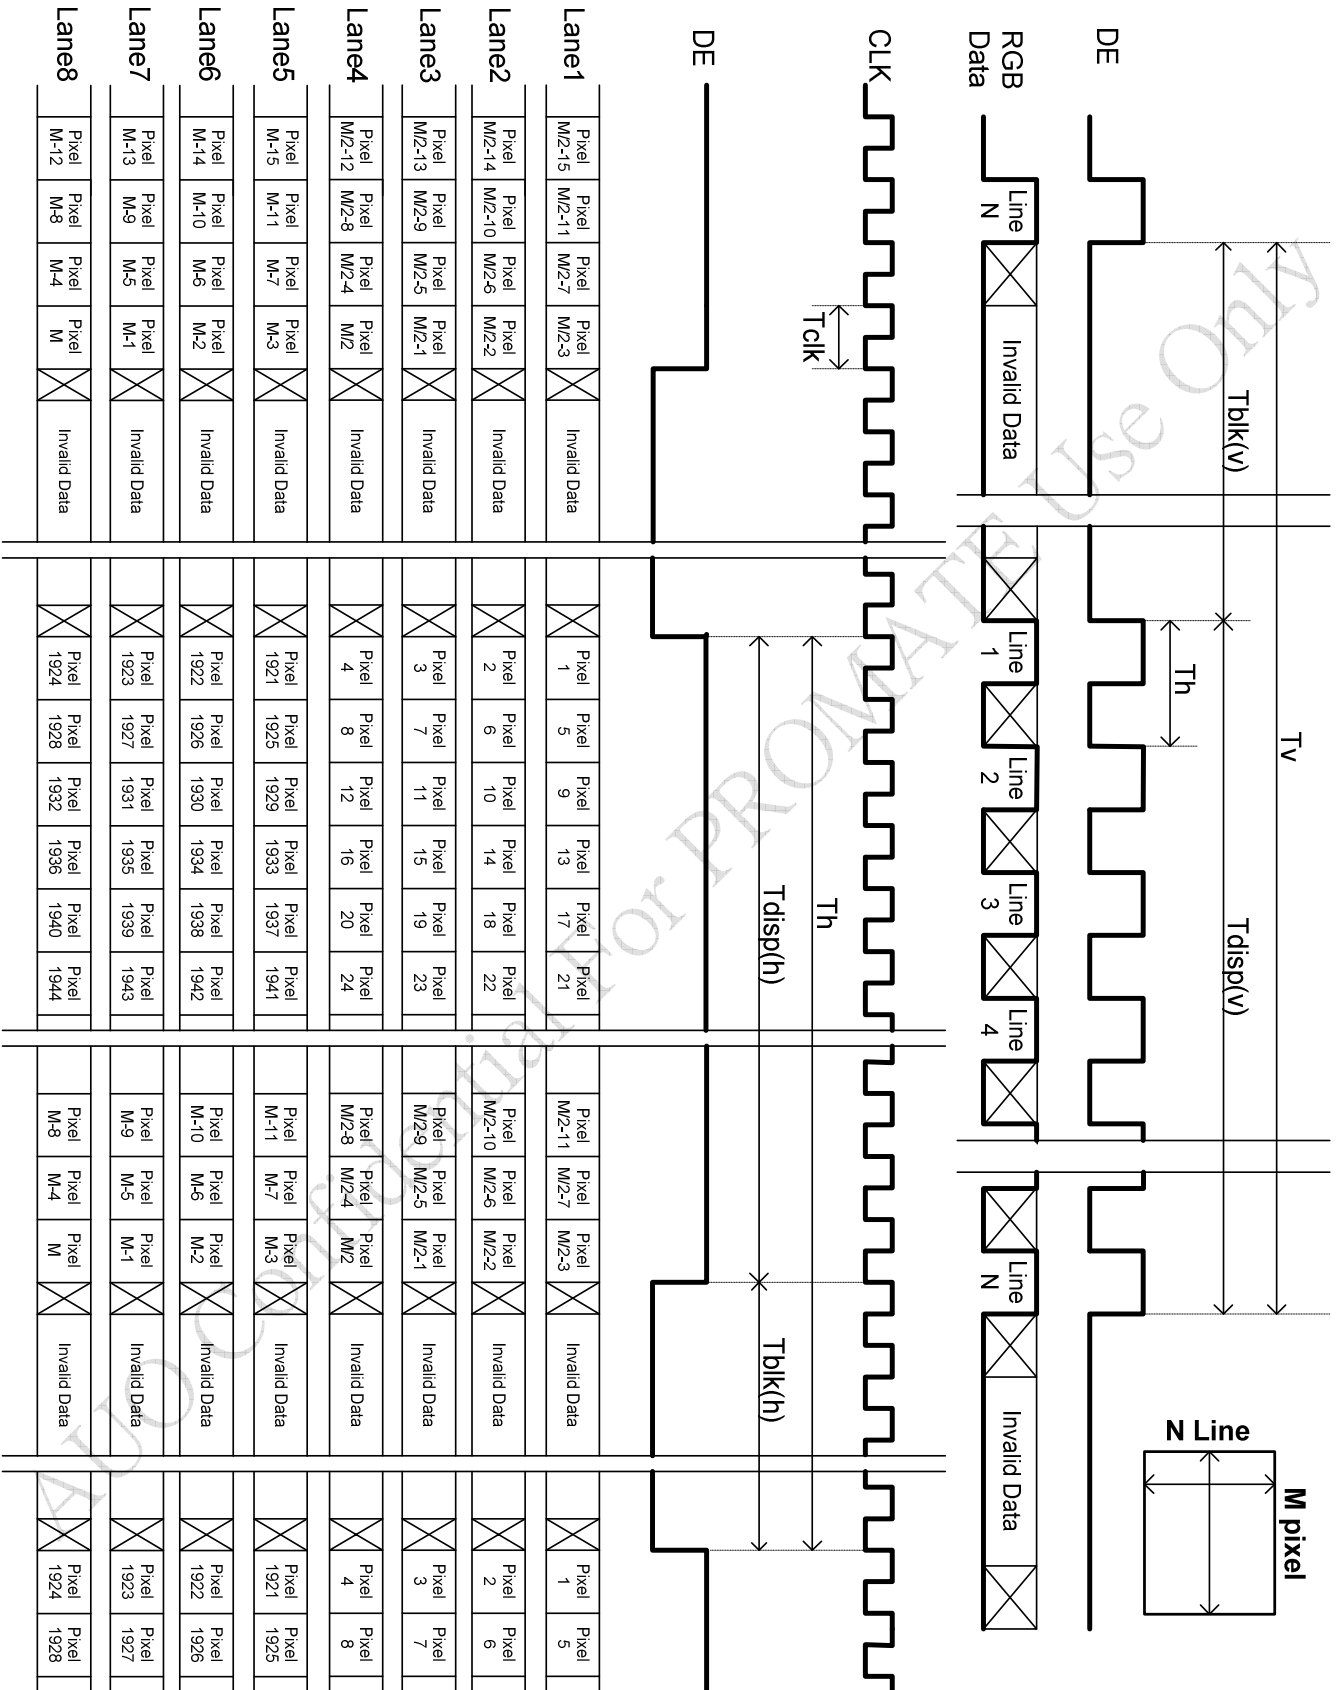 DE
Tblk(v)
Tv
Th
Tdisp(v)
N Line
M pixel
RGB
Data
Line
N
Invalid Data
Line
1
Line
2
Line
3
Line
4
Line
N
Invalid Data
CLK
Tclk
Th
DE
Tdisp(h)
Tblk(h)
Lane1
Pixel M/2-15 Pixel M/2-11 Pixel M/2-7 Pixel M/2-3 Invalid Data Pixel 1 Pixel 5 Pixel 9 Pixel 13 Pixel 17 Pixel 21 Pixel M/2-11 Pixel M/2-7 Pixel M/2-3 Invalid Data Pixel 1 Pixel 5
Lane2
Pixel M/2-14 Pixel M/2-10 Pixel M/2-6 Pixel M/2-2 Invalid Data Pixel 2 Pixel 6 Pixel 10 Pixel 14 Pixel 18 Pixel 22 Pixel M/2-10 Pixel M/2-6 Pixel M/2-2 Invalid Data Pixel 2 Pixel 6
Lane3
Pixel M/2-13 Pixel M/2-9 Pixel M/2-5 Pixel M/2-1 Invalid Data Pixel 3 Pixel 7 Pixel 11 Pixel 15 Pixel 19 Pixel 23 Pixel M/2-9 Pixel M/2-5 Pixel M/2-1 Invalid Data Pixel 3 Pixel 7
Lane4
Pixel M/2-12 Pixel M/2-8 Pixel M/2-4 Pixel M/2 Invalid Data Pixel 4 Pixel 8 Pixel 12 Pixel 16 Pixel 20 Pixel 24 Pixel M/2-8 Pixel M/2-4 Pixel M/2 Invalid Data Pixel 4 Pixel 8
Lane5
Pixel M-15 Pixel M-11 Pixel M-7 Pixel M-3 Invalid Data Pixel 1921 Pixel 1925 Pixel 1929 Pixel 1933 Pixel 1937 Pixel 1941 Pixel M-11 Pixel M-7 Pixel M-3 Invalid Data Pixel 1921 Pixel 1925
Lane6
Pixel M-14 Pixel M-10 Pixel M-6 Pixel M-2 Invalid Data Pixel 1922 Pixel 1926 Pixel 1930 Pixel 1934 Pixel 1938 Pixel 1942 Pixel M-10 Pixel M-6 Pixel M-2 Invalid Data Pixel 1922 Pixel 1926
Lane7
Pixel M-13 Pixel M-9 Pixel M-5 Pixel M-1 Invalid Data Pixel 1923 Pixel 1927 Pixel 1931 Pixel 1935 Pixel 1939 Pixel 1943 Pixel M-9 Pixel M-5 Pixel M-1 Invalid Data Pixel 1923 Pixel 1927
Lane8
Pixel M-12 Pixel M-8 Pixel M-4 Pixel M Invalid Data Pixel 1924 Pixel 1928 Pixel 1932 Pixel 1936 Pixel 1940 Pixel 1944 Pixel M-8 Pixel M-4 Pixel M Invalid Data Pixel 1924 Pixel 1928
AUO Confidential For PROMATE Use Only